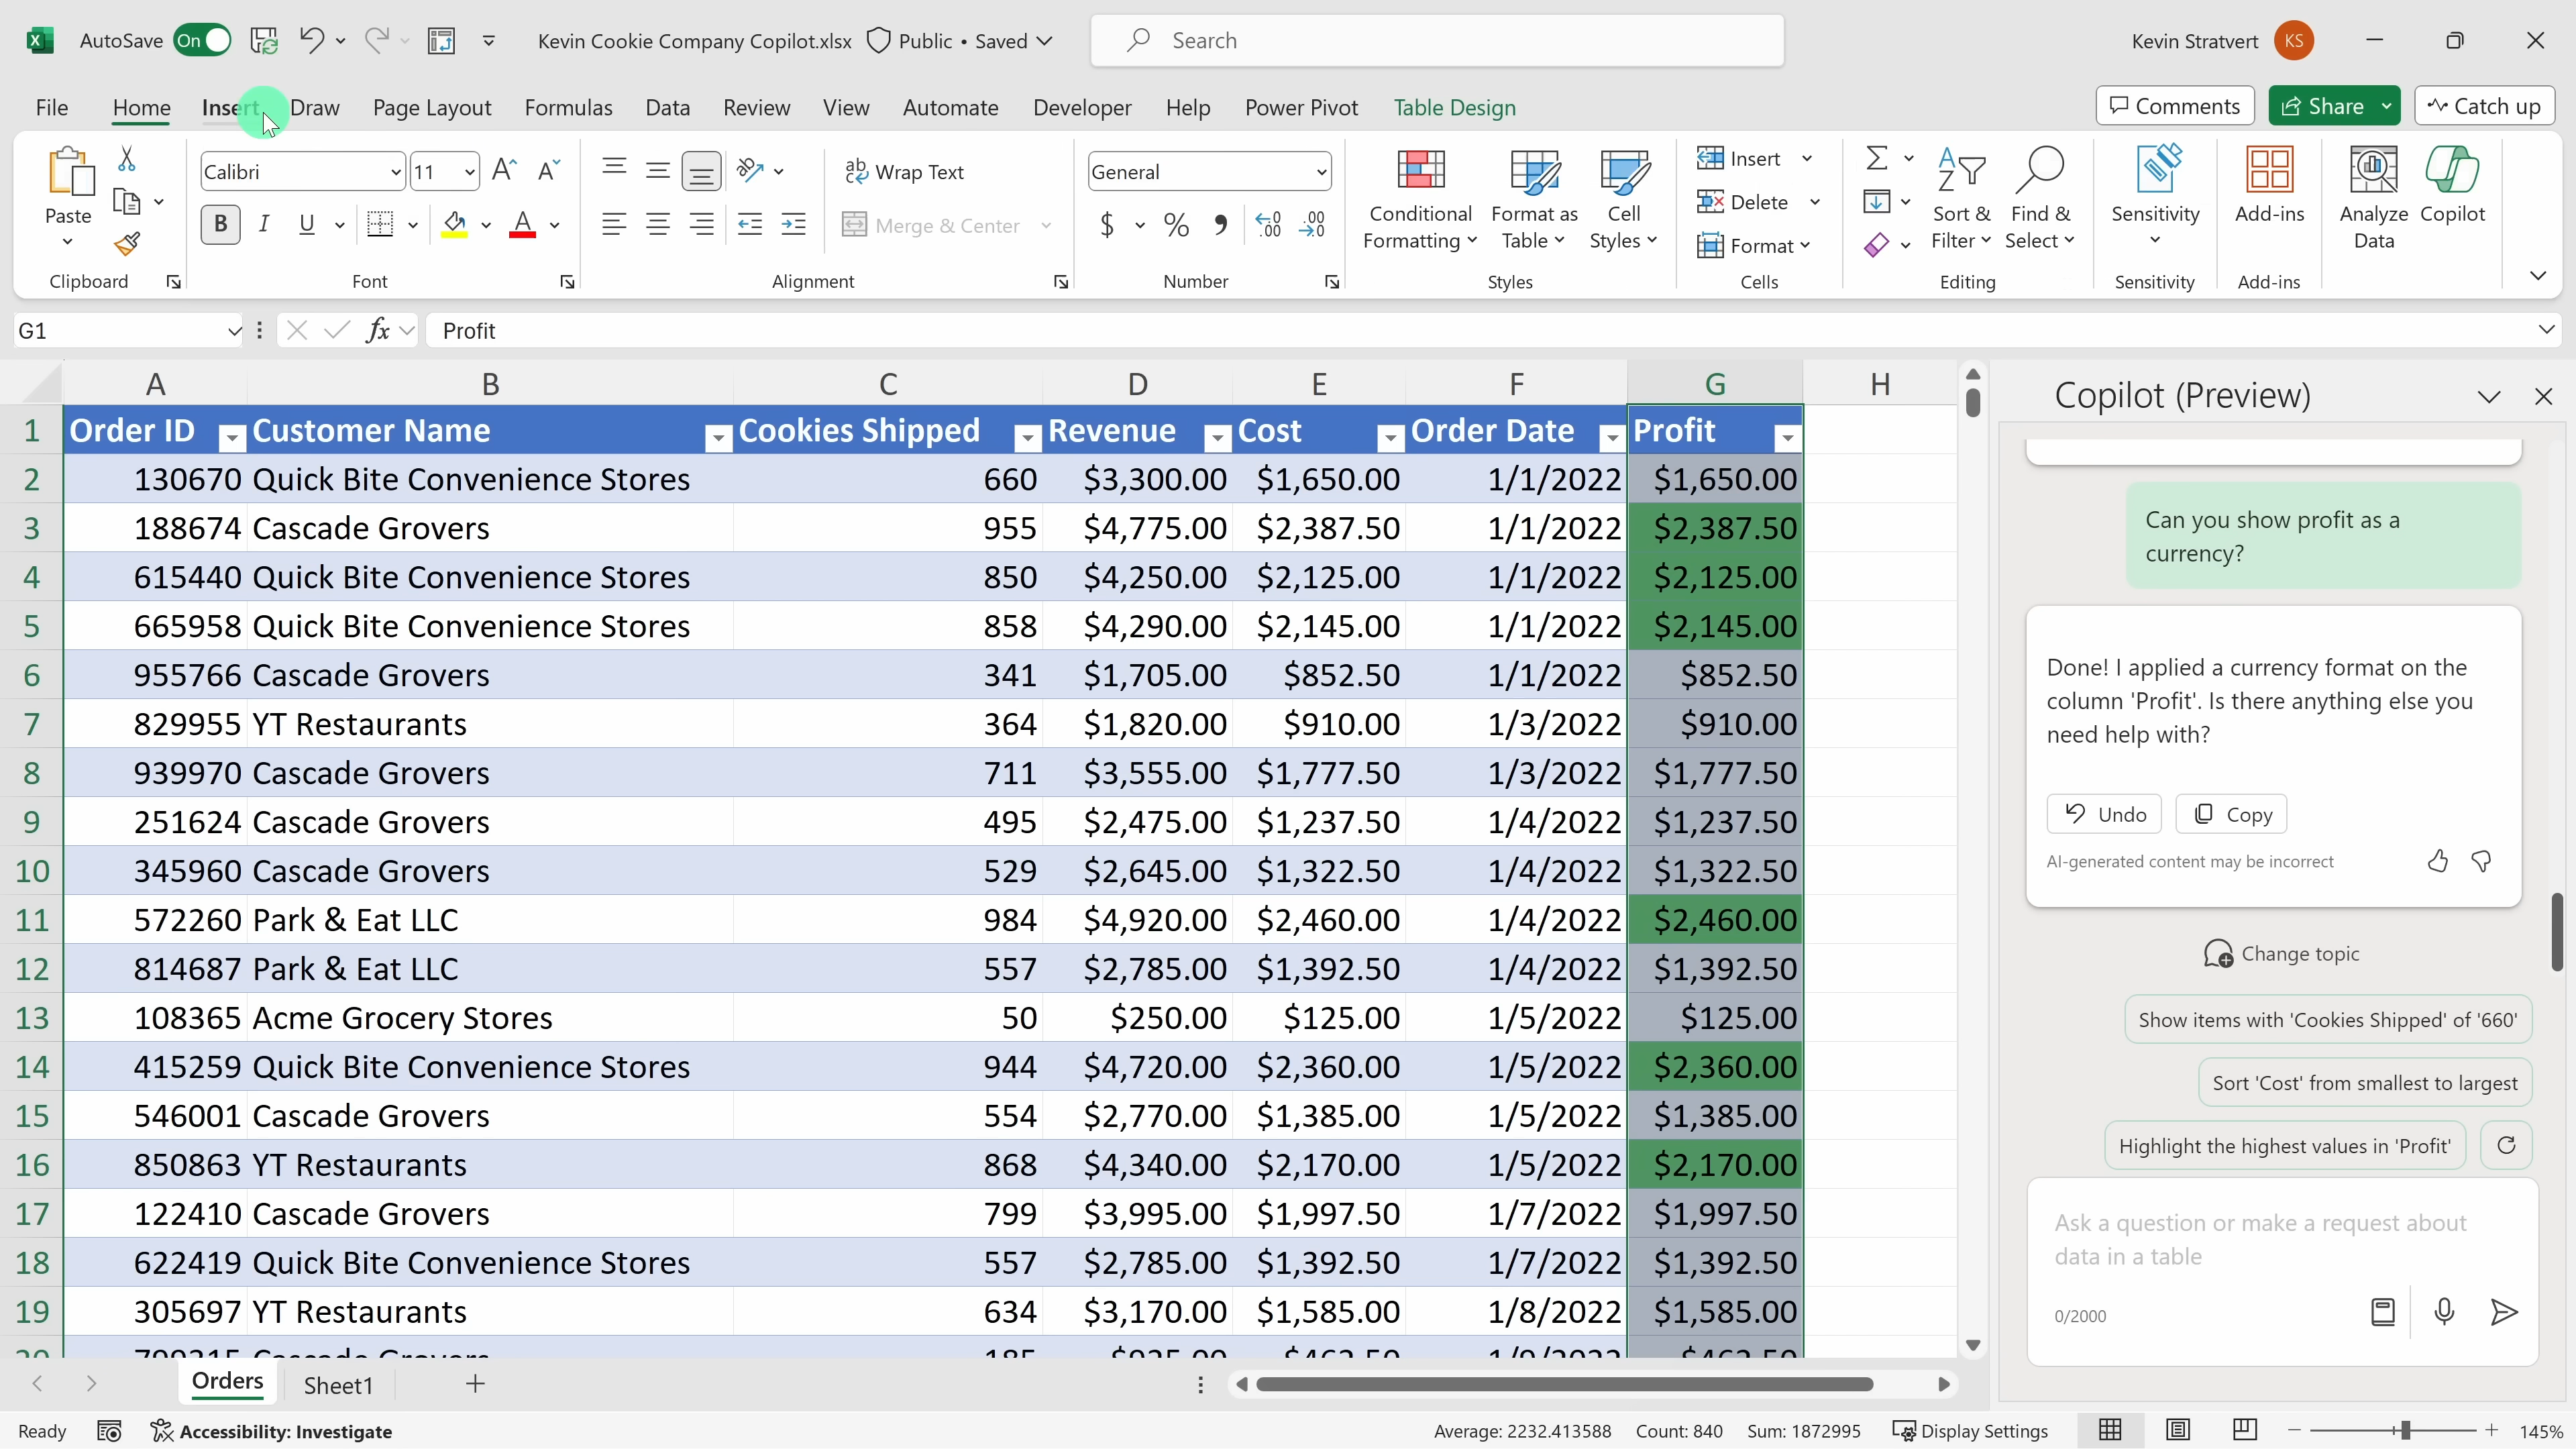 AutoSave On Kevin Cookie Company Copilot.xlsx Public • Saved Search Kevin Stratvert KS
File Home Insert Draw Page Layout Formulas Data Review View Automate Developer Help Power Pivot Table Design Comments Share Catch up
Paste
Clipboard
Calibri 11
B I U
Font
Wrap Text
Merge & Center
Alignment
General
$ % , .00
Number
Conditional Formatting
Format as Table
Cell Styles
Styles
Insert
Delete
Format
Cells
Sort & Filter
Find & Select
Editing
Sensitivity
Sensitivity
Add-ins
Add-ins
Analyze Data
Copilot
G1 fx Profit
A B C D E F G H
1 Order ID Customer Name Cookies Shipped Revenue Cost Order Date Profit
2 130670 Quick Bite Convenience Stores 660 $3,300.00 $1,650.00 1/1/2022 $1,650.00
3 188674 Cascade Grovers 955 $4,775.00 $2,387.50 1/1/2022 $2,387.50
4 615440 Quick Bite Convenience Stores 850 $4,250.00 $2,125.00 1/1/2022 $2,125.00
5 665958 Quick Bite Convenience Stores 858 $4,290.00 $2,145.00 1/1/2022 $2,145.00
6 955766 Cascade Grovers 341 $1,705.00 $852.50 1/1/2022 $852.50
7 829955 YT Restaurants 364 $1,820.00 $910.00 1/3/2022 $910.00
8 939970 Cascade Grovers 711 $3,555.00 $1,777.50 1/3/2022 $1,777.50
9 251624 Cascade Grovers 495 $2,475.00 $1,237.50 1/4/2022 $1,237.50
10 345960 Cascade Grovers 529 $2,645.00 $1,322.50 1/4/2022 $1,322.50
11 572260 Park & Eat LLC 984 $4,920.00 $2,460.00 1/4/2022 $2,460.00
12 814687 Park & Eat LLC 557 $2,785.00 $1,392.50 1/4/2022 $1,392.50
13 108365 Acme Grocery Stores 50 $250.00 $125.00 1/5/2022 $125.00
14 415259 Quick Bite Convenience Stores 944 $4,720.00 $2,360.00 1/5/2022 $2,360.00
15 546001 Cascade Grovers 554 $2,770.00 $1,385.00 1/5/2022 $1,385.00
16 850863 YT Restaurants 868 $4,340.00 $2,170.00 1/5/2022 $2,170.00
17 122410 Cascade Grovers 799 $3,995.00 $1,997.50 1/7/2022 $1,997.50
18 622419 Quick Bite Convenience Stores 557 $2,785.00 $1,392.50 1/7/2022 $1,392.50
19 305697 YT Restaurants 634 $3,170.00 $1,585.00 1/8/2022 $1,585.00
Copilot (Preview)
Can you show profit as a
currency?
Done! I applied a currency format on the
column 'Profit'. Is there anything else you
need help with?
Undo Copy
AI-generated content may be incorrect
Change topic
Show items with 'Cookies Shipped' of '660'
Sort 'Cost' from smallest to largest
Highlight the highest values in 'Profit'
Ask a question or make a request about
data in a table
0/2000
Orders Sheet1
Ready Accessibility: Investigate Average: 2232.413588 Count: 840 Sum: 1872995 Display Settings 145%